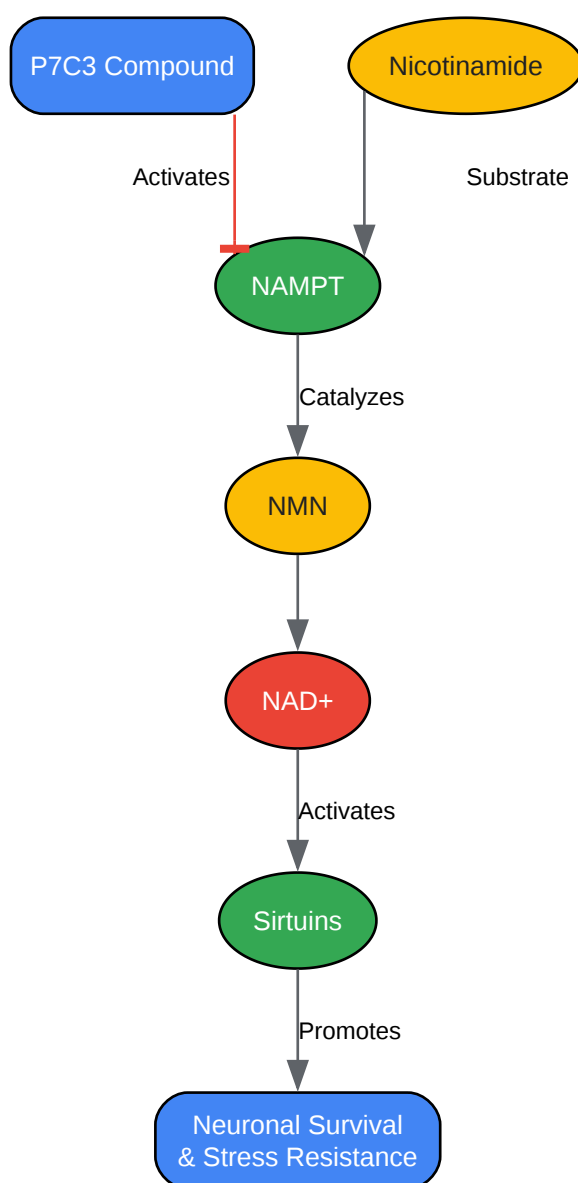 P7C3 Compound
Nicotinamide
Activates
Substrate
NAMPT
Catalyzes
NMN
NAD+
Activates
Sirtuins
Promotes
Neuronal Survival
& Stress Resistance